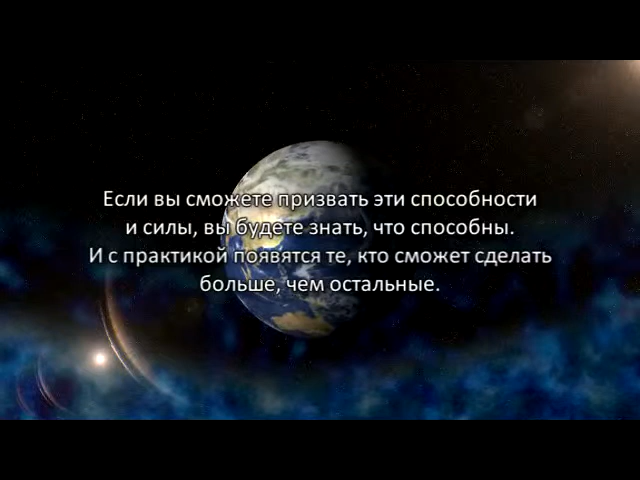 Если вы сможете призвать эти способности
и силы, вы будете знать, что способны.
И с практикой появятся те, кто сможет сделать
больше, чем остальные.